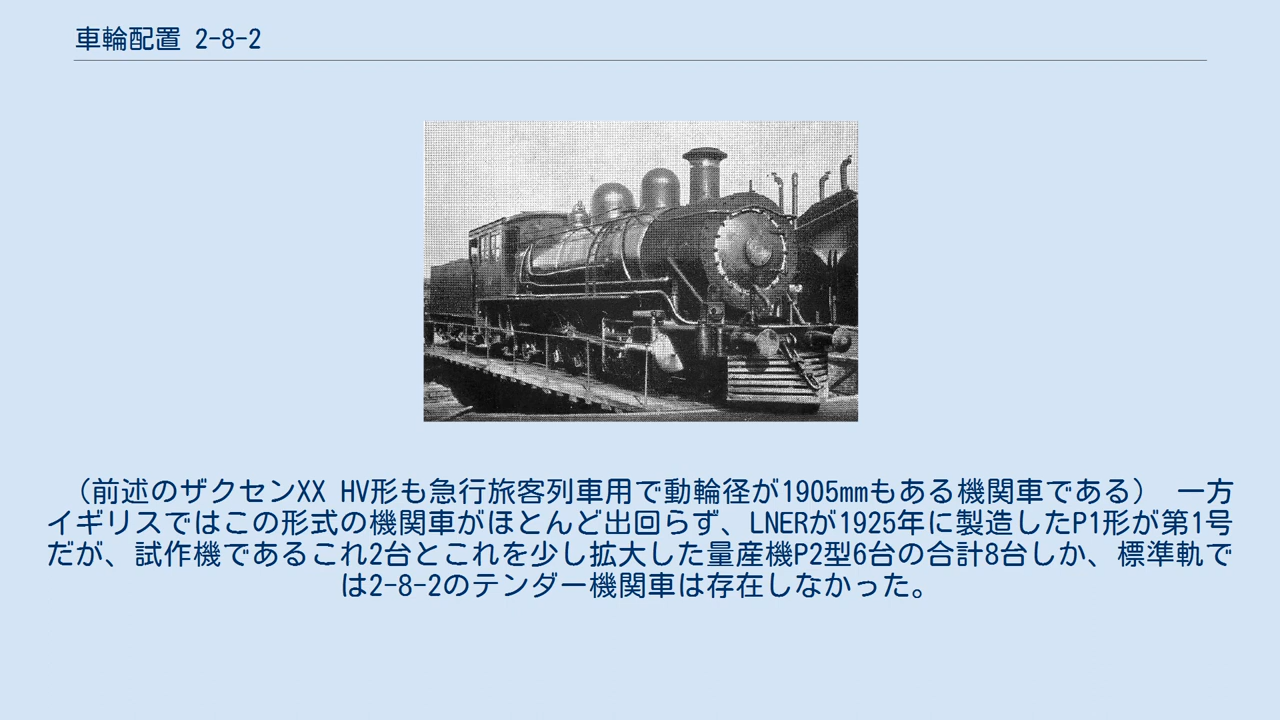 車輪配置 2-8-2
（前述のザクセンXX HV形も急行旅客列車用で動輪径が1905mmもある機関車である） 一方
イギリスではこの形式の機関車がほとんど出回らず、LNERが1925年に製造したP1形が第1号
だが、試作機であるこれ2台とこれを少し拡大した量産機P2型6台の合計8台しか、標準軌で
は2-8-2のテンダー機関車は存在しなかった。